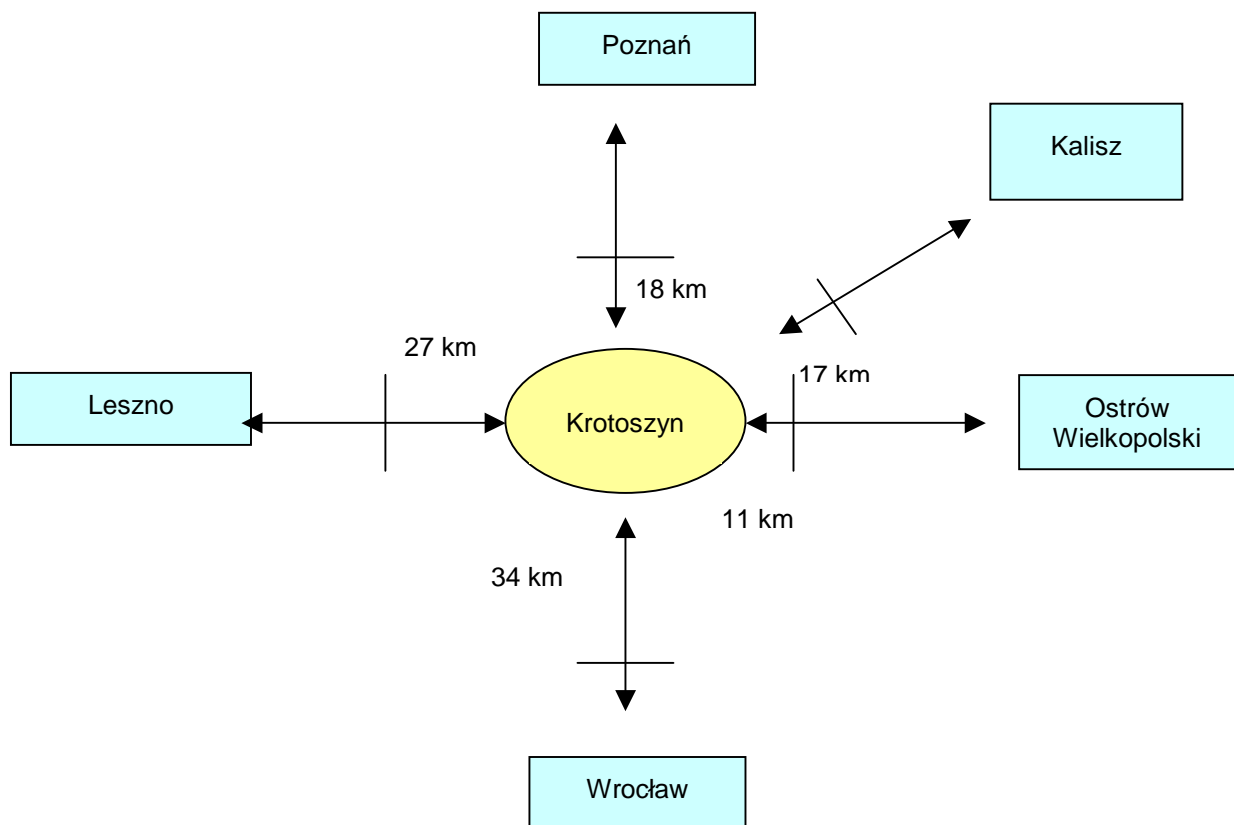 Poznań
Kalisz
18 km
27 km
17 km
Leszno
Krotoszyn
Ostrów
Wielkopolski
11 km
34 km
Wrocław